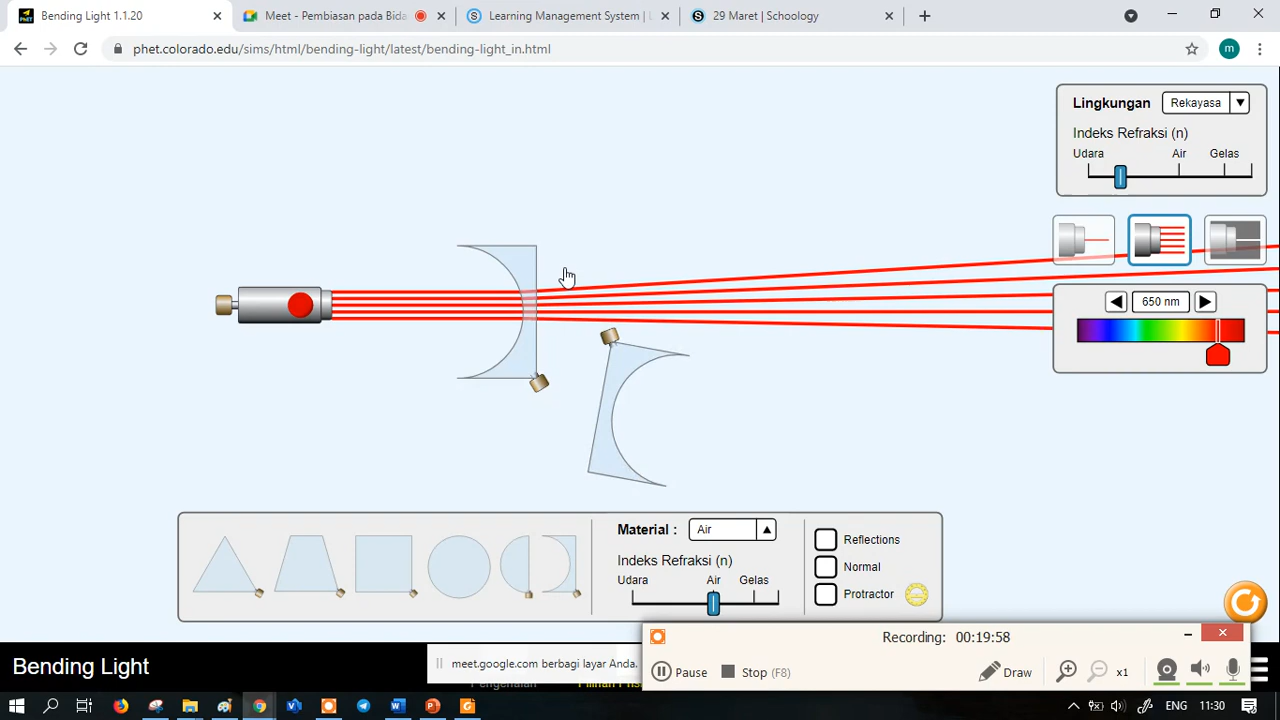 Bending Light 1.1.20
Meet - Pembiasan pada Bida
Learning Management System | L
29 Maret | Schoology
phet.colorado.edu/sims/html/bending-light/latest/bending-light_in.html
m
Lingkungan Rekayasa
Indeks Refraksi (n)
Udara Air Gelas
650 nm
Material : Air
Indeks Refraksi (n)
Udara Air Gelas
Reflections
Normal
Protractor
Recording: 00:19:58
Pause Stop (F8) Draw x1
Bending Light
meet.google.com berbagi layar Anda.
Pengenalan
ENG 11:30